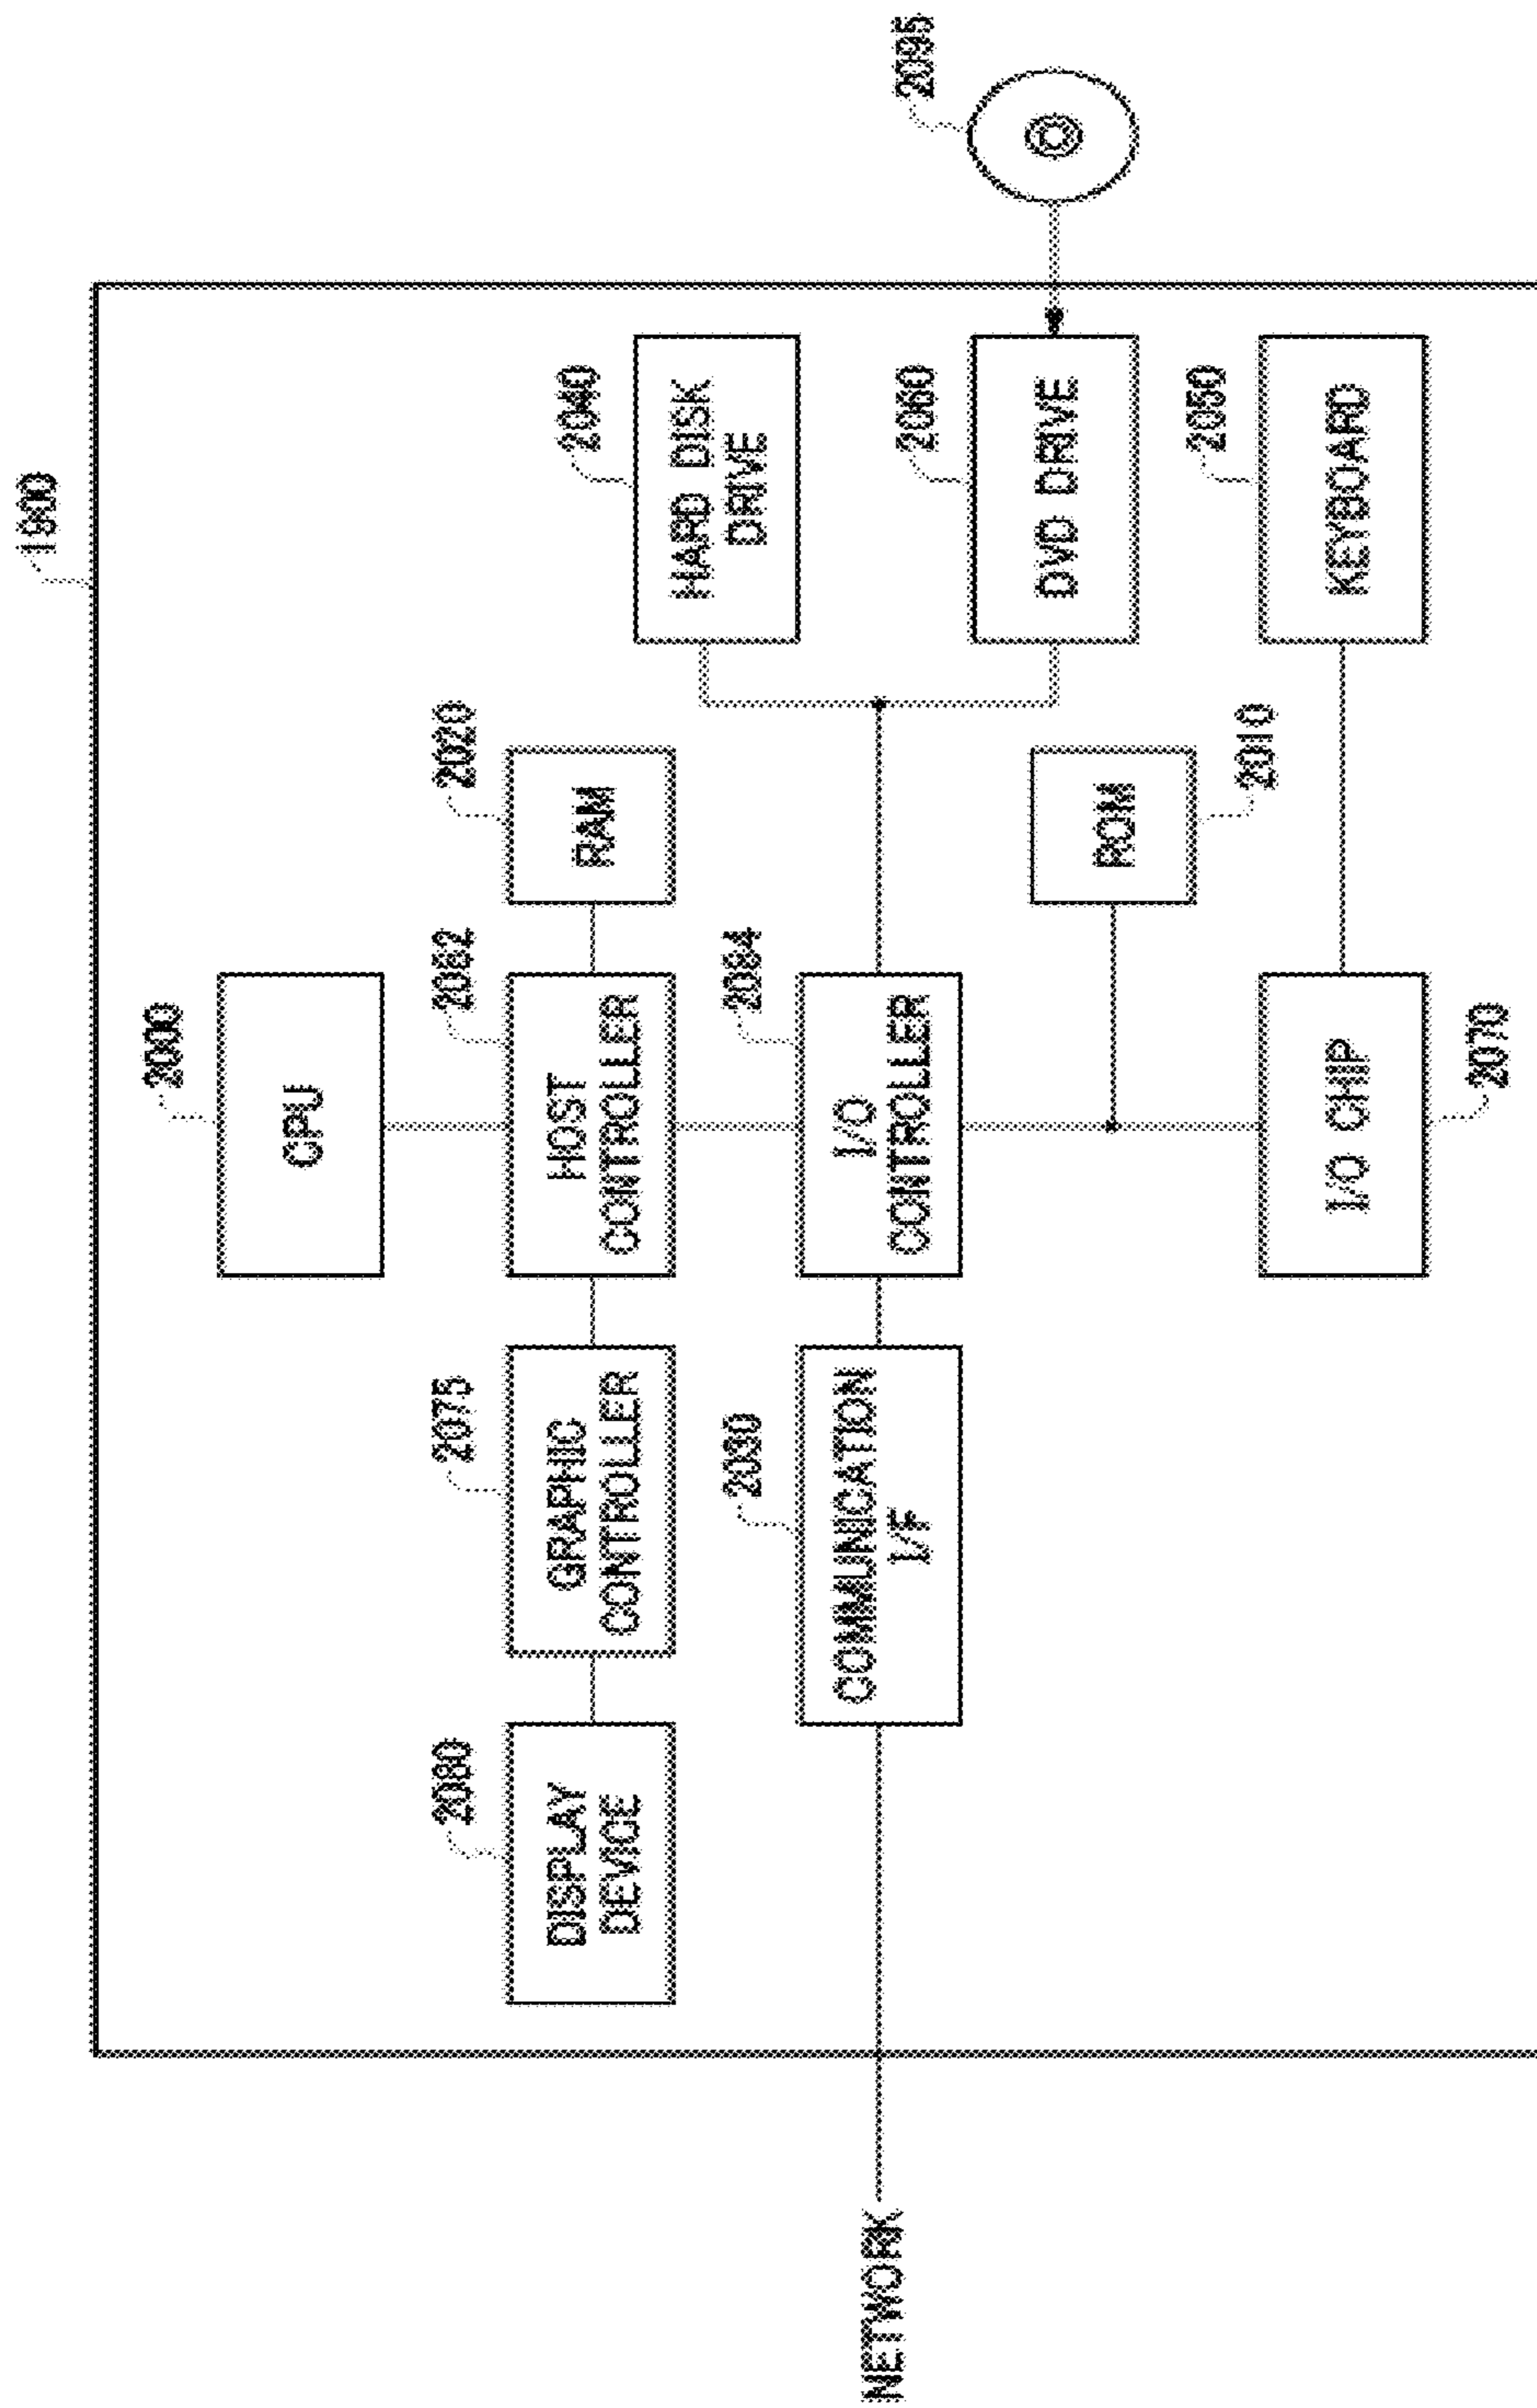 1900
2000
CPU
2080
DISPLAY
DEVICE
2075
GRAPHIC
CONTROLLER
2082
HOST
CONTROLLER
2020
RAM
2040
HARD DISK
DRIVE
NETWORK
2030
COMMUNICATION
I/F
2084
I/O
CONTROLLER
2060
DVD DRIVE
2095
ROM
2010
2050
KEYBOARD
I/O CHIP
2070